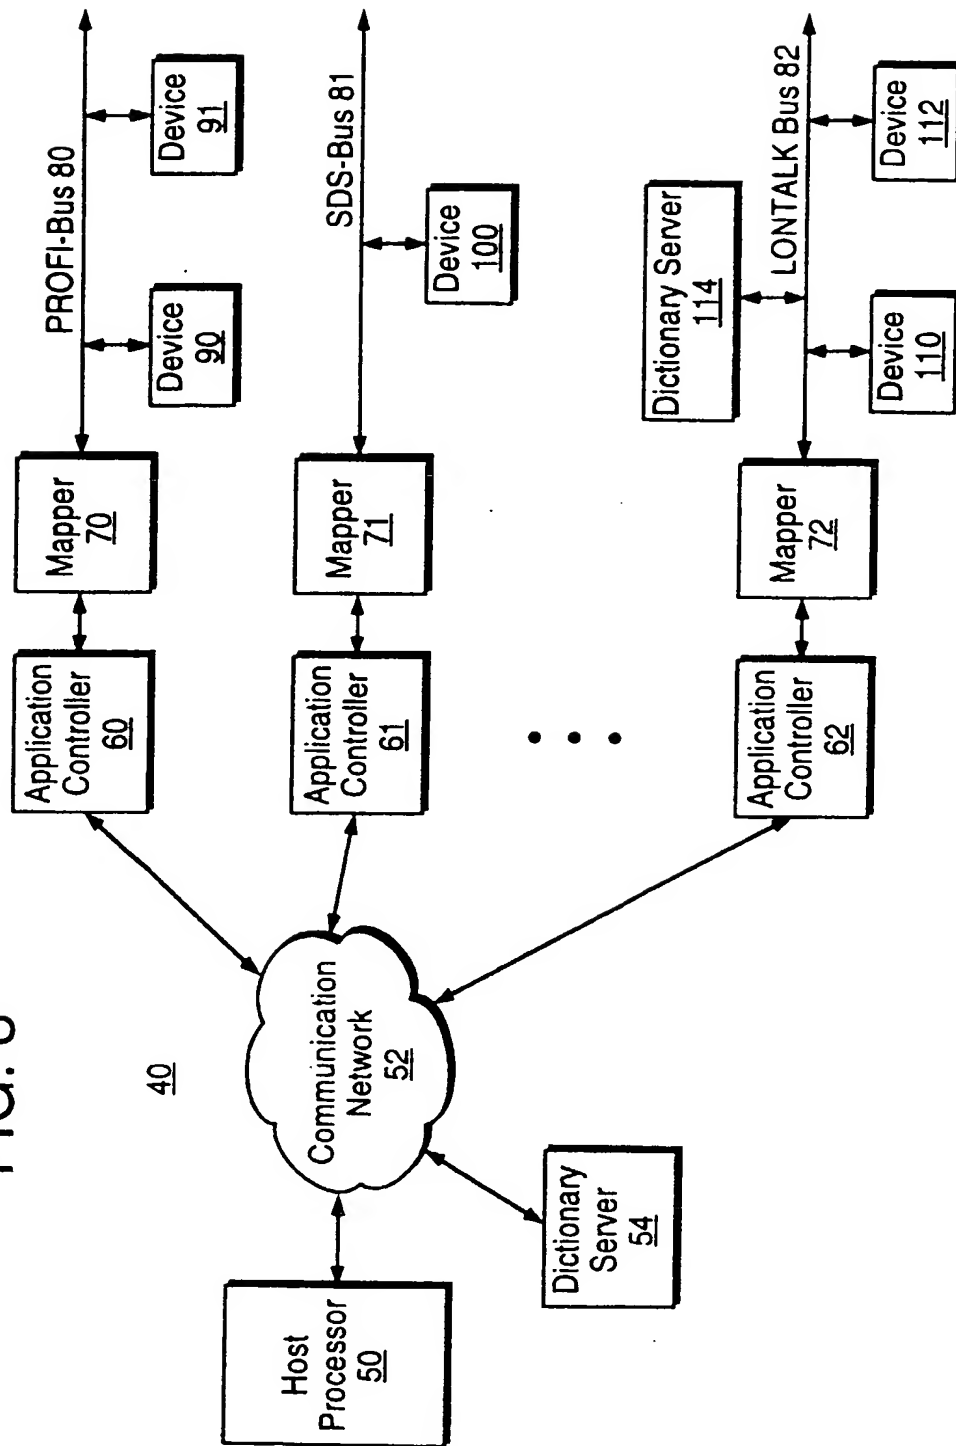 FIG.
40
Host
Processor
50
Communication
Network
52
Dictionary
Server
54
Application
Controller
60
Mapper
70
PROFI-Bus 80
Device
90
Device
91
Application
Controller
61
Mapper
71
SDS-Bus 81
Device
100
Application
Controller
62
Mapper
72
Dictionary Server
114
LONTALK Bus 82
Device
110
Device
112